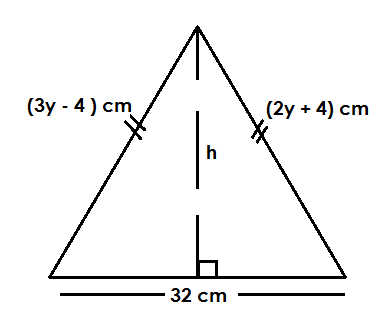 (3y - 4 ) cm
(2y + 4) cm
h
32 cm